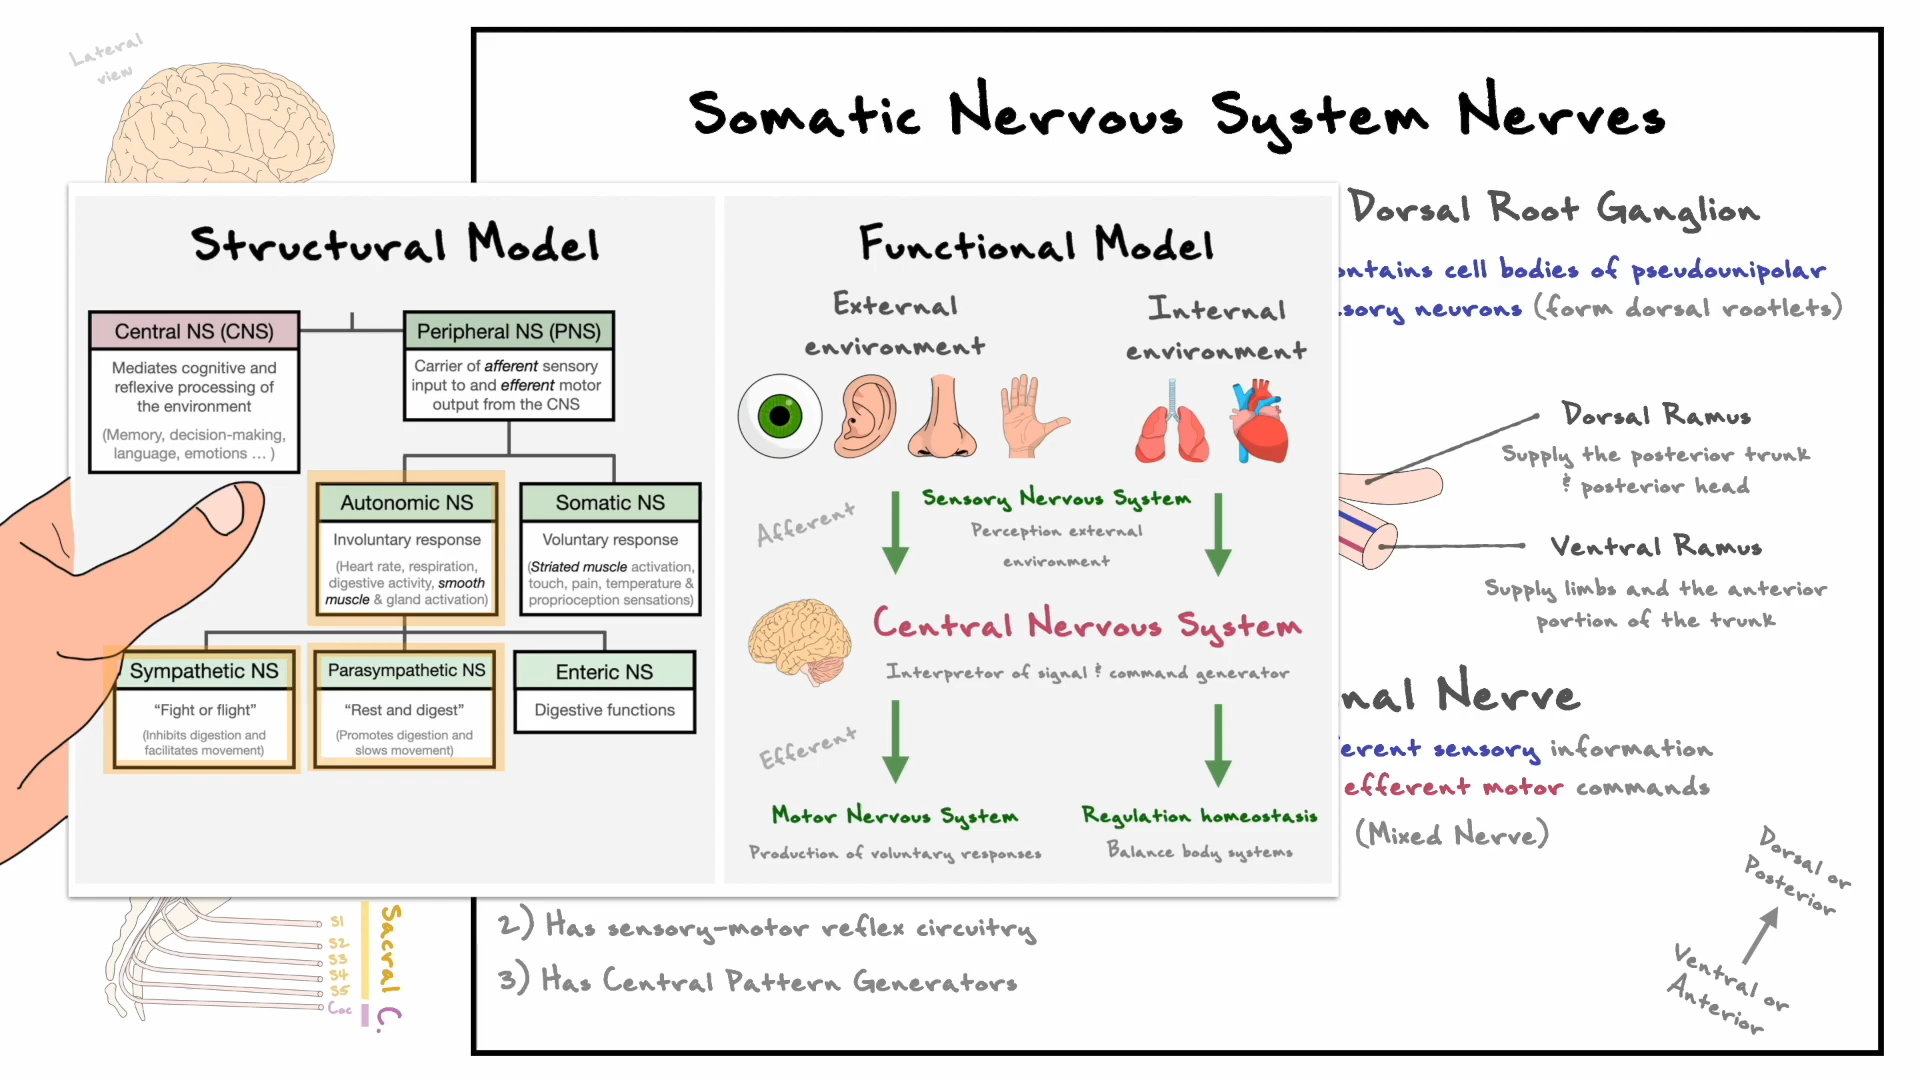 Lateral
view
Somatic Nervous System Nerves
Structural Model
Central NS (CNS)
Mediates cognitive and
reflexive processing of
the environment
(Memory, decision-making,
language, emotions ... )
Peripheral NS (PNS)
Carrier of afferent sensory
input to and efferent motor
output from the CNS
Autonomic NS
Involuntary response
(Heart rate, respiration,
digestive activity, smooth
muscle & gland activation)
Somatic NS
Voluntary response
(Striated muscle activation,
touch, pain, temperature &
proprioception sensations)
Sympathetic NS
“Fight or flight”
(Inhibits digestion and
facilitates movement)
Parasympathetic NS
“Rest and digest”
(Promotes digestion and
slows movement)
Enteric NS
Digestive functions
Functional Model
External
environment
Internal
environment
Afferent
Sensory Nervous System
Perception external
environment
Central Nervous System
Interpretor of signal & command generator
Efferent
Motor Nervous System
Production of voluntary responses
Regulation homeostasis
Balance body systems
Dorsal Root Ganglion
ontains cell bodies of pseudounipolar
sory neurons (form dorsal rootlets)
Dorsal Ramus
Supply the posterior trunk
& posterior head
Ventral Ramus
Supply limbs and the anterior
portion of the trunk
nal Nerve
erent sensory information
efferent motor commands
(Mixed Nerve)
Dorsal or
Posterior
Ventral or
Anterior
2) Has sensory-motor reflex circuitry
3) Has Central Pattern Generators
S1
S2
S3
S4
S5
Coc
Sacral
C.